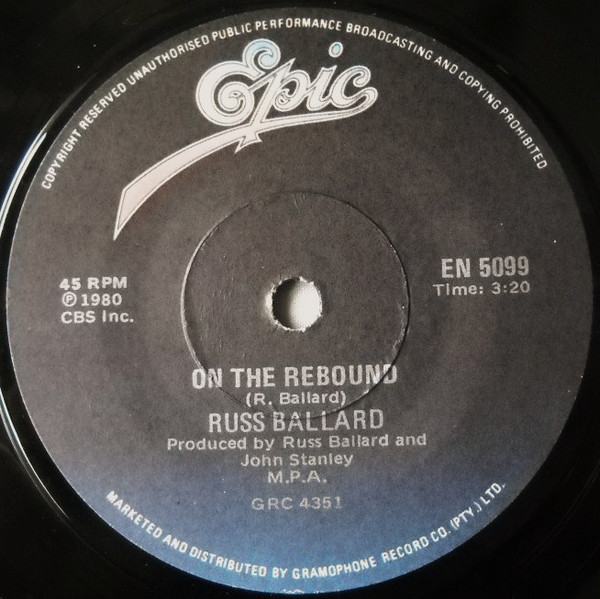 COPYRIGHT RESERVED UNAUTHORISED PUBLIC PERFORMANCE BROADCASTING AND COPYING PROHIBITED
Epic
45 RPM
℗ 1980
CBS Inc.
EN 5099
Time: 3:20
ON THE REBOUND
(R. Ballard)
RUSS BALLARD
Produced by Russ Ballard and
John Stanley
M.P.A.
GRC 4351
MARKETED AND DISTRIBUTED BY GRAMOPHONE RECORD CO. (PTY.) LTD.